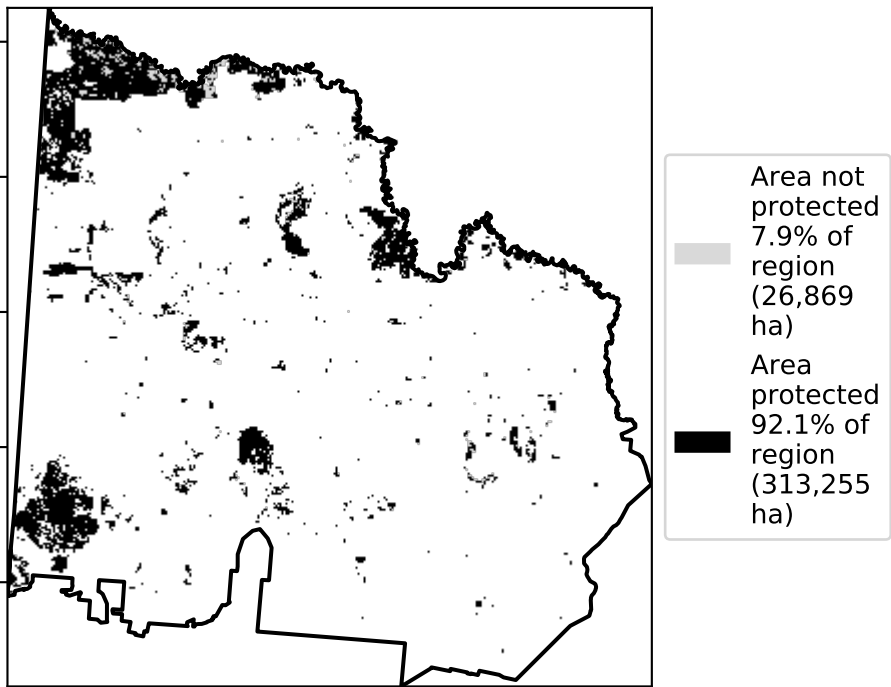 Area not
protected
7.9% of
region
(26,869
ha)
Area
protected
92.1% of
region
(313,255
ha)